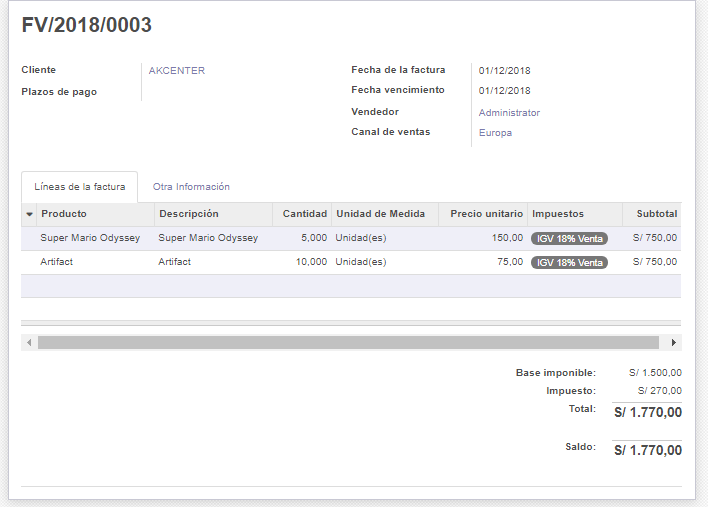 FV/2018/0003
Cliente AKCENTER Fecha de la factura 01/12/2018
Plazos de pago Fecha vencimiento 01/12/2018
Vendedor Administrator
Canal de ventas Europa
Líneas de la factura Otra Información
Producto Descripción Cantidad Unidad de Medida Precio unitario Impuestos Subtotal
Super Mario Odyssey Super Mario Odyssey 5,000 Unidad(es) 150,00 IGV 18% Venta S/ 750,00
Artifact Artifact 10,000 Unidad(es) 75,00 IGV 18% Venta S/ 750,00
Base imponible: S/ 1.500,00
Impuesto: S/ 270,00
Total: S/ 1.770,00
Saldo: S/ 1.770,00